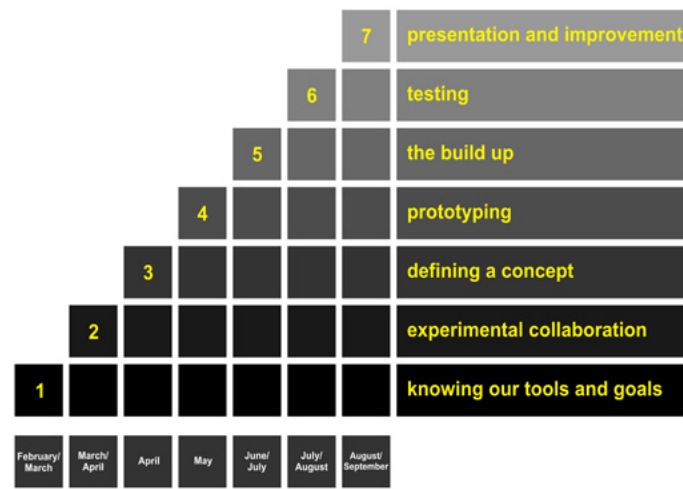 7 presentation and improvement
6 testing
5 the build up
4 prototyping
3 defining a concept
2 experimental collaboration
1 knowing our tools and goals
February/ March/ April May June/ July/ August/
March April July August September